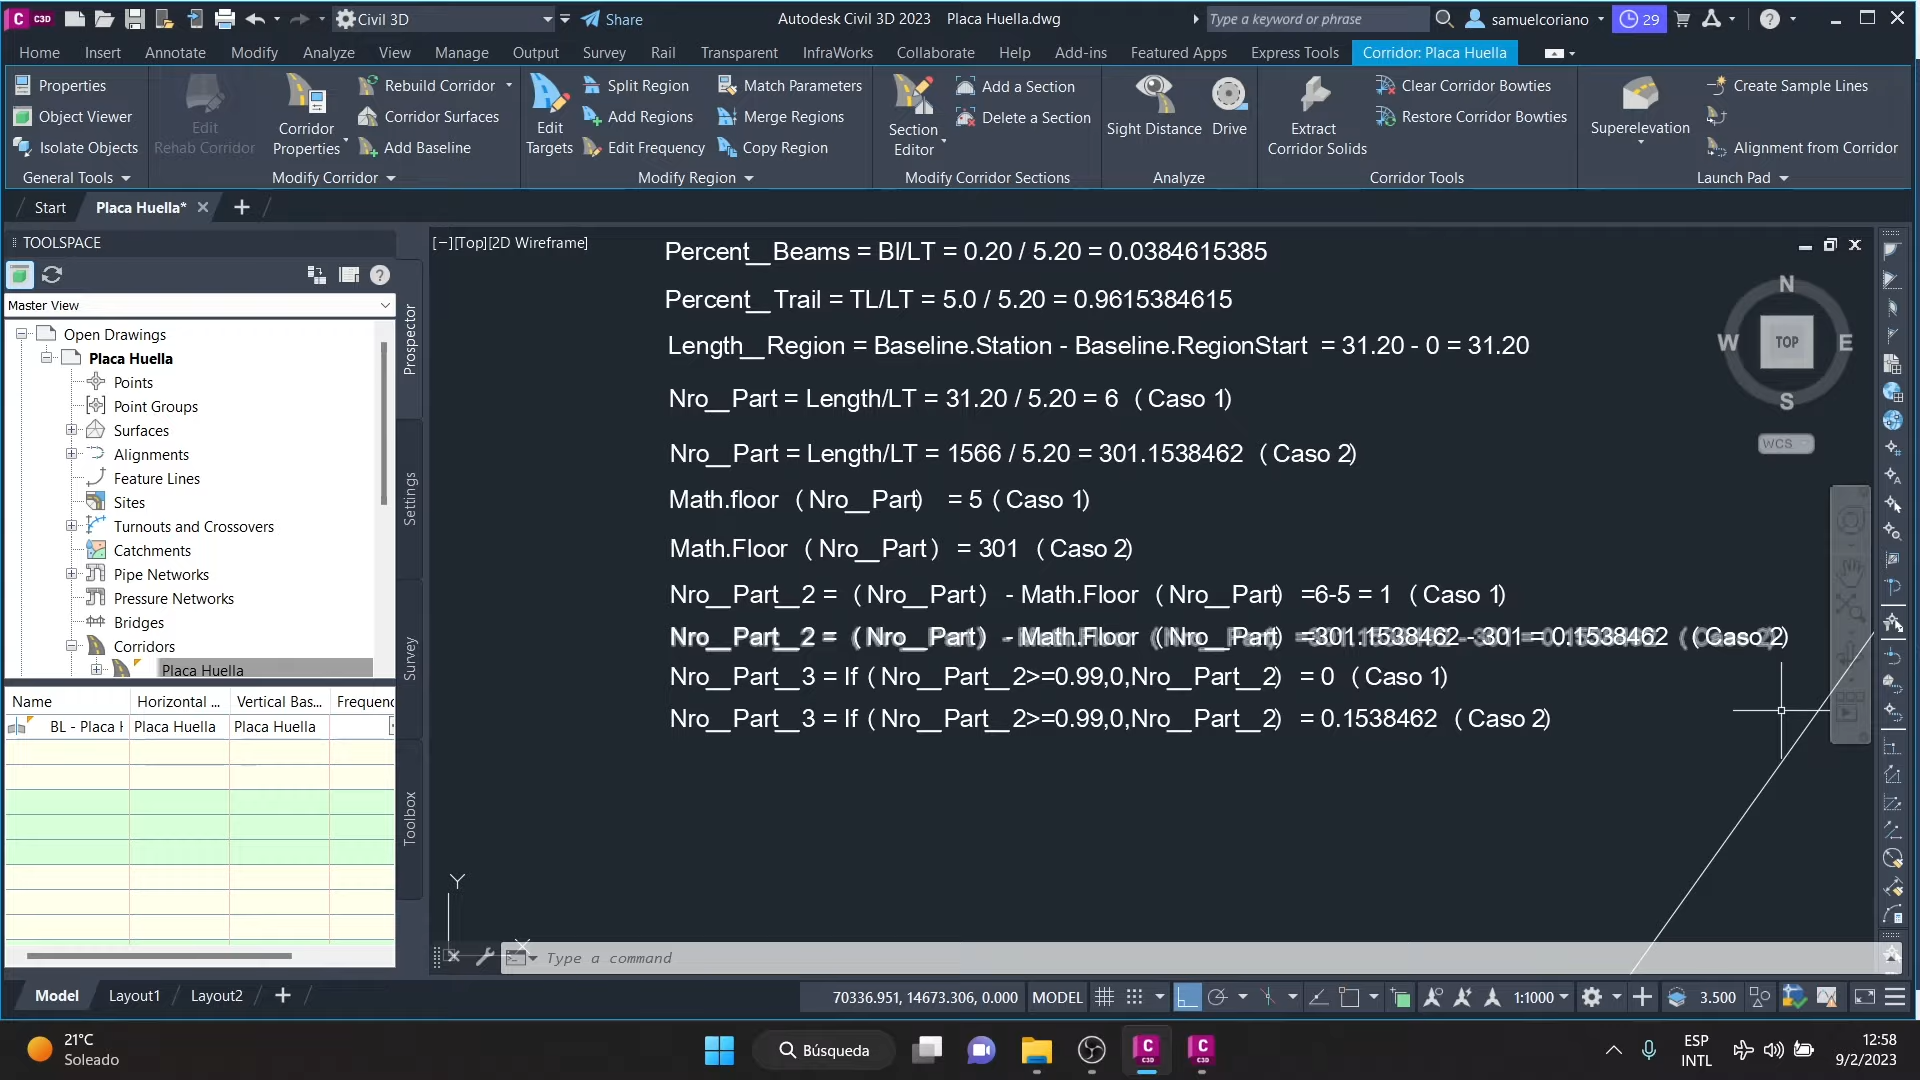 C3D
Civil 3D
Share
Autodesk Civil 3D 2023 Placa Huella.dwg
Type a keyword or phrase
samuelcoriano
29
Home Insert Annotate Modify Analyze View Manage Output Survey Rail Transparent InfraWorks Collaborate Help Add-ins Featured Apps Express Tools Corridor: Placa Huella
Properties
Object Viewer
Isolate Objects
Edit
Rehab Corridor
Corridor
Properties
Rebuild Corridor
Corridor Surfaces
Add Baseline
Edit
Targets
Split Region
Add Regions
Edit Frequency
Match Parameters
Merge Regions
Copy Region
Section
Editor
Add a Section
Delete a Section
Sight Distance
Drive
Extract
Corridor Solids
Clear Corridor Bowties
Restore Corridor Bowties
Superelevation
Create Sample Lines
Alignment from Corridor
General Tools
Modify Corridor
Modify Region
Modify Corridor Sections
Analyze
Corridor Tools
Launch Pad
Start
Placa Huella*
TOOLSPACE
Master View
Open Drawings
Placa Huella
Points
Point Groups
Surfaces
Alignments
Feature Lines
Sites
Turnouts and Crossovers
Catchments
Pipe Networks
Pressure Networks
Bridges
Corridors
Placa Huella
Prospector
Settings
Survey
Toolbox
Name Horizontal ... Vertical Bas... Frequenc
BL - Placa H Placa Huella Placa Huella
[−][Top][2D Wireframe]
Percent__Beams = Bl/LT = 0.20 / 5.20 = 0.0384615385
Percent__Trail = TL/LT = 5.0 / 5.20 = 0.9615384615
Length__Region = Baseline.Station - Baseline.RegionStart = 31.20 - 0 = 31.20
Nro__Part = Length/LT = 31.20 / 5.20 = 6 (Caso 1)
Nro__Part = Length/LT = 1566 / 5.20 = 301.1538462 (Caso 2)
Math.floor (Nro__Part) = 5 (Caso 1)
Math.Floor (Nro__Part) = 301 (Caso 2)
Nro__Part__2 = (Nro__Part) - Math.Floor (Nro__Part) =6-5 = 1 (Caso 1)
Nro__Part__2 = (Nro__Part) - Math.Floor (Nro__Part) =301.1538462 - 301 = 0.1538462 (Caso 2)
Nro__Part__3 = If (Nro__Part__2>=0.99,0,Nro__Part__2) = 0 (Caso 1)
Nro__Part__3 = If (Nro__Part__2>=0.99,0,Nro__Part__2) = 0.1538462 (Caso 2)
N
W
TOP
E
S
WCS
Y
X
Type a command
Model Layout1 Layout2
70336.951, 14673.306, 0.000
MODEL
1:1000
3.500
21°C
Soleado
Búsqueda
ESP
INTL
12:58
9/2/2023